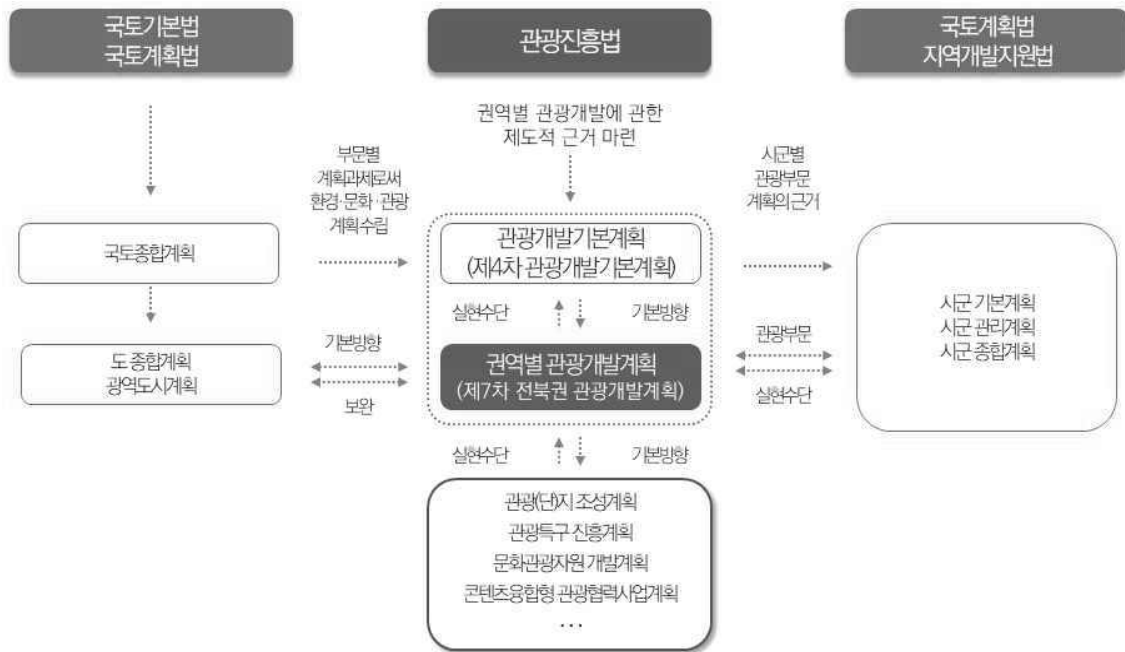 국토기본법
국토계획법
관광진흥법
국토계획법
지역개발지원법
권역별 관광개발에 관한
제도적 근거 마련
부문별
계획과제로써
환경·문화·관광
계획 수립
시군별
관광부문
계획의 근거
국토종합계획
관광개발기본계획
(제4차 관광개발기본계획)
실현수단
기본방향
시군 기본계획
시군 관리계획
시군 종합계획
도 종합계획
광역도시계획
기본방향
보완
권역별 관광개발계획
(제7차 전북권 관광개발계획)
관광부문
실현수단
실현수단
기본방향
관광(단)지 조성계획
관광특구 진흥계획
문화관광자원 개발계획
콘텐츠융합형 관광협력사업계획
...